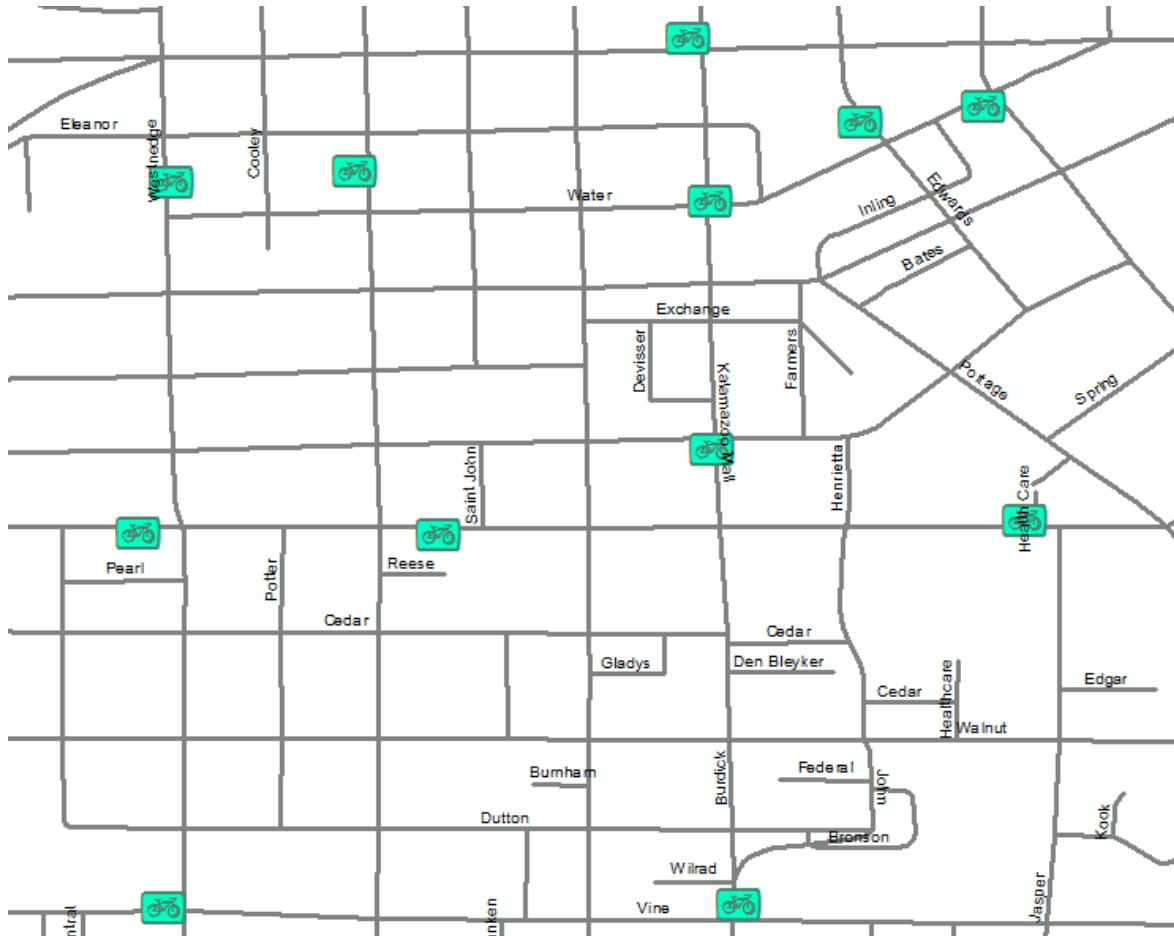 Eleanor
Westnedge
Cooley
Water
Inling
Edwards
Bates
Exchange
Devisser
Kalamazoo Mall
Farmers
Portage
Spring
Saint John
Henrietta
Health Care
Pearl
Potter
Reese
Cedar
Cedar
Gladys
Den Bleyker
Cedar
Healthcare
Edgar
Walnut
Burnham
Burdick
Federal
John
Dutton
Bronson
Kook
Wilrad
Jasper
Vine
ntral
nken